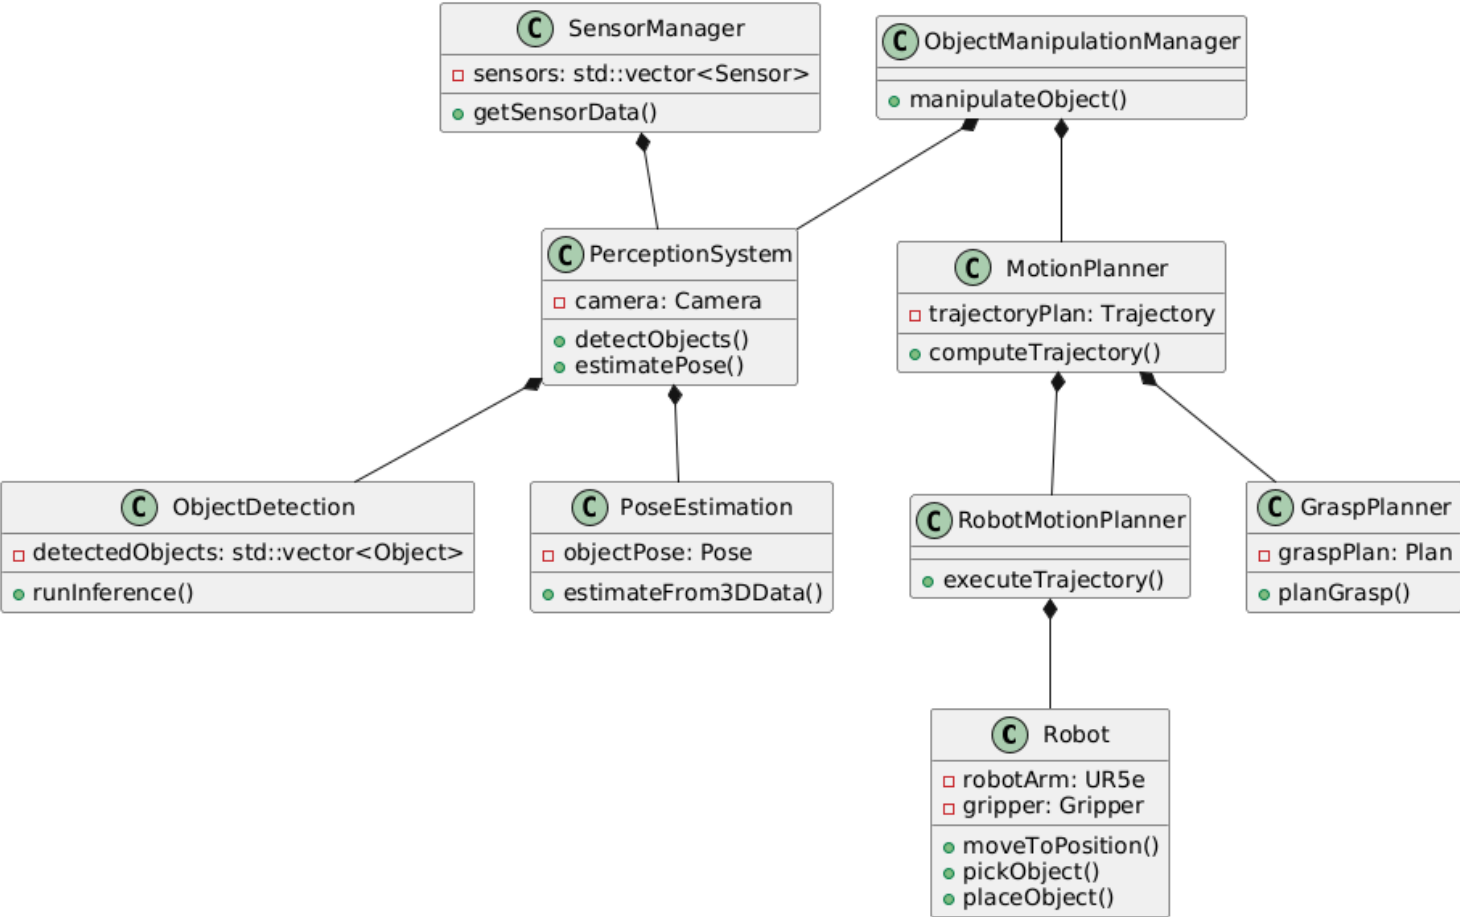 C SensorManager
sensors: std::vector<Sensor>
getSensorData()
C ObjectManipulationManager
manipulateObject()
C PerceptionSystem
camera: Camera
detectObjects()
estimatePose()
C MotionPlanner
trajectoryPlan: Trajectory
computeTrajectory()
C ObjectDetection
detectedObjects: std::vector<Object>
runInference()
C PoseEstimation
objectPose: Pose
estimateFrom3DData()
C RobotMotionPlanner
executeTrajectory()
C GraspPlanner
graspPlan: Plan
planGrasp()
C Robot
robotArm: UR5e
gripper: Gripper
moveToPosition()
pickObject()
placeObject()